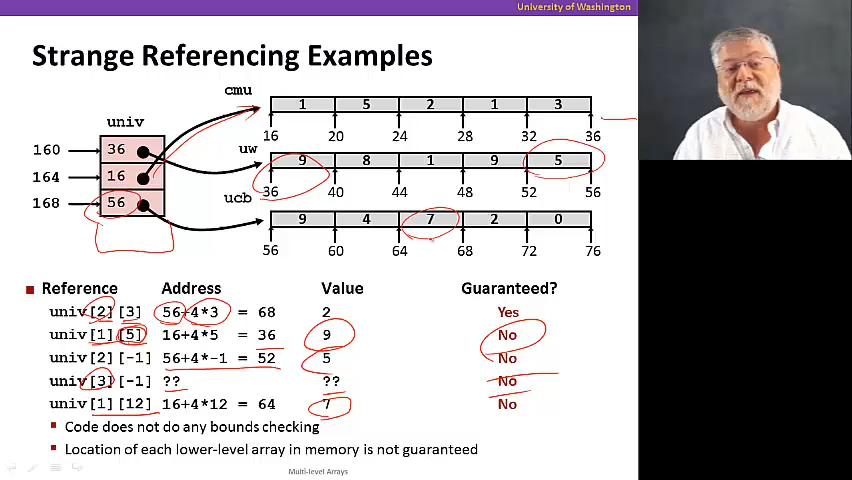 University of Washington
Strange Referencing Examples
cmu
1 5 2 1 3
16 20 24 28 32 36
univ
160 36
164 16
168 56
uw
9 8 1 9 5
36 40 44 48 52 56
ucb
9 4 7 2 0
56 60 64 68 72 76
Reference Address Value Guaranteed?
univ[2][3] 56+4*3 = 68 2 Yes
univ[1][5] 16+4*5 = 36 9 No
univ[2][-1] 56+4*-1 = 52 5 No
univ[3][-1] ?? ?? No
univ[1][12] 16+4*12 = 64 7 No
Code does not do any bounds checking
Location of each lower-level array in memory is not guaranteed
Multi-level Arrays